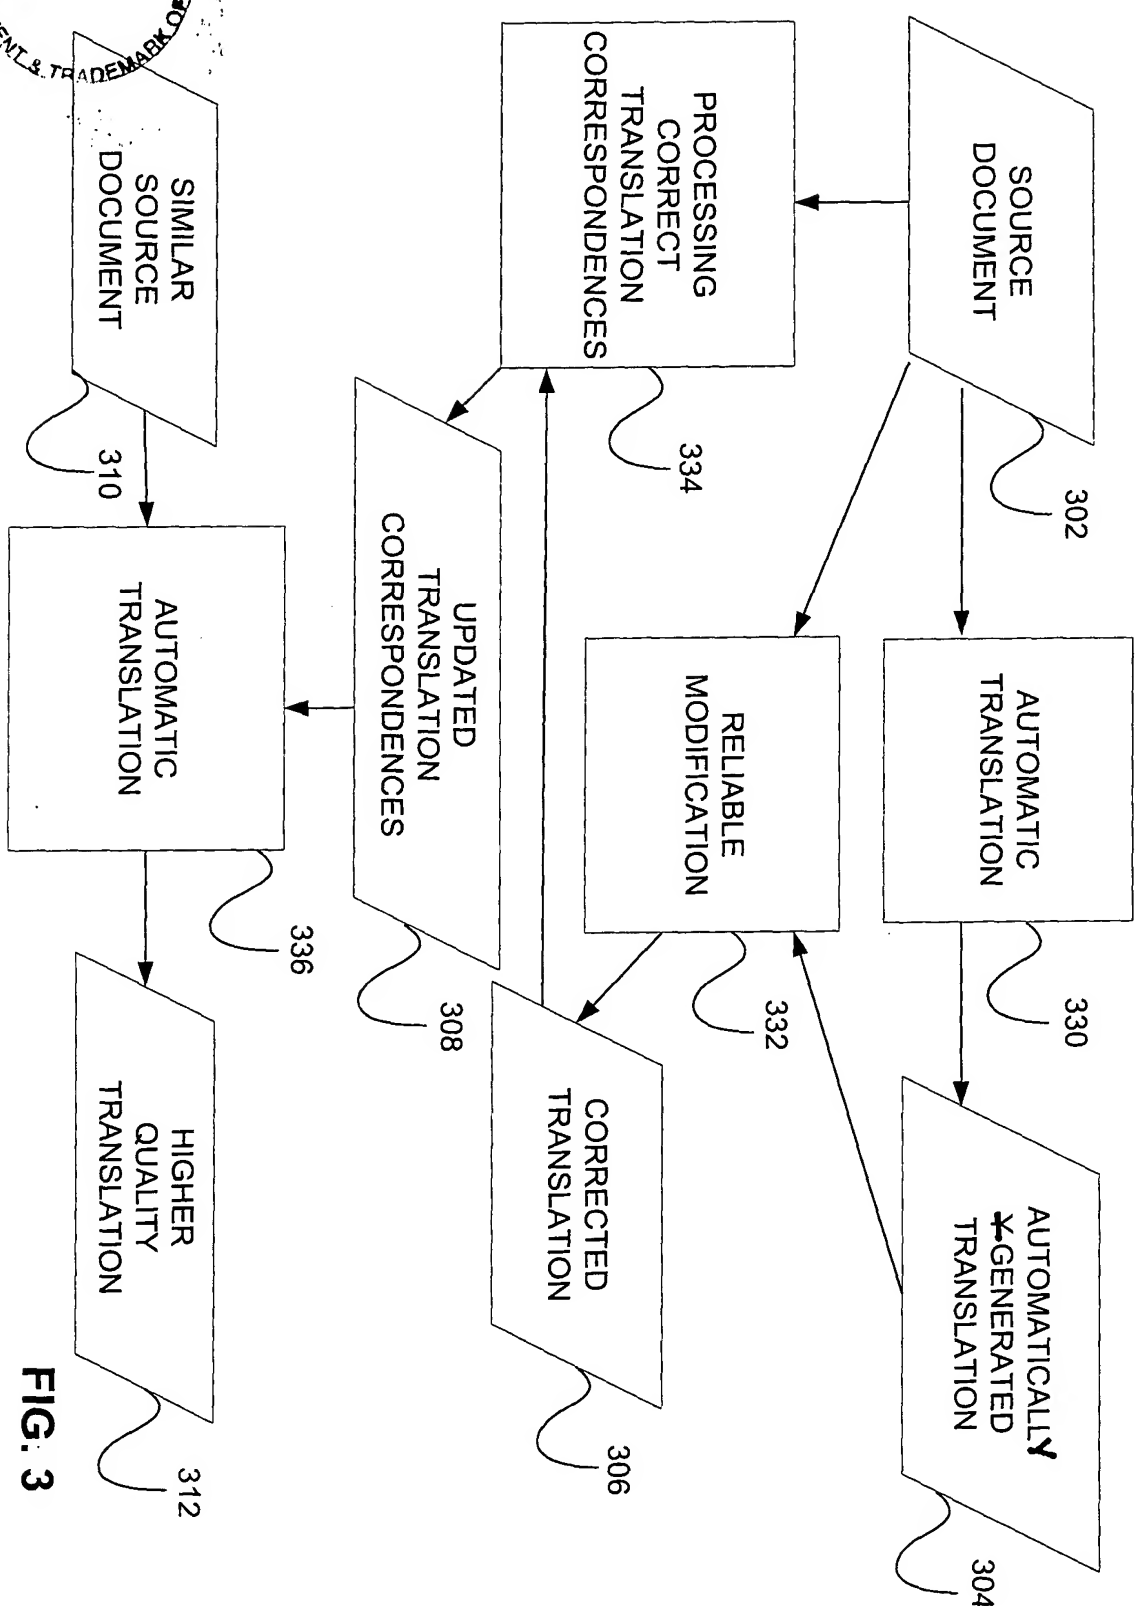 SOURCE
DOCUMENT
302
AUTOMATIC
TRANSLATION
330
AUTOMATICALLY
GENERATED
TRANSLATION
304
PROCESSING
CORRECT
TRANSLATION
CORRESPONDENCES
334
RELIABLE
MODIFICATION
332
CORRECTED
TRANSLATION
306
UPDATED
TRANSLATION
CORRESPONDENCES
308
SIMILAR
SOURCE
DOCUMENT
310
AUTOMATIC
TRANSLATION
336
HIGHER
QUALITY
TRANSLATION
312
FIG. 3
& TRADEMARK